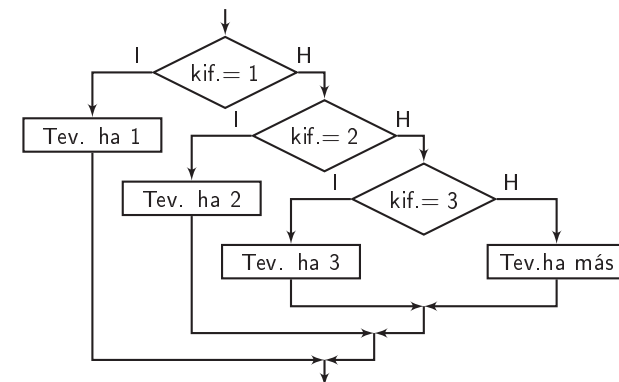 I
H
kif.= 1
I
H
Tev. ha 1
kif.= 2
I
H
Tev. ha 2
kif.= 3
Tev. ha 3
Tev.ha más